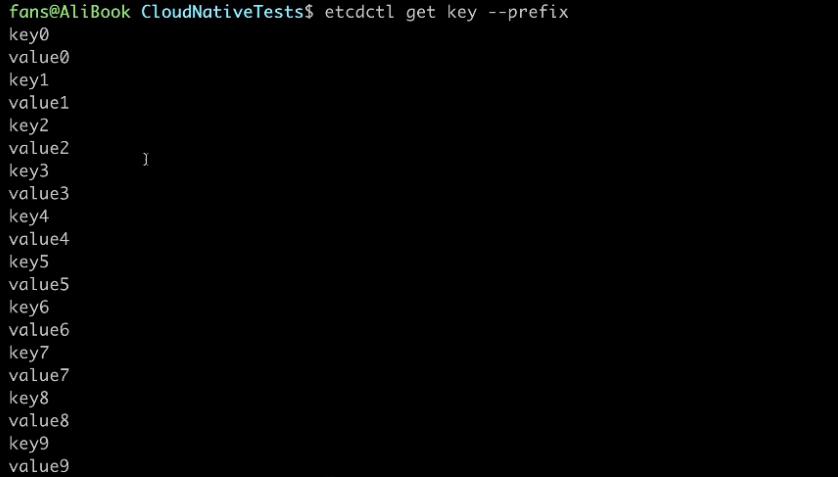 fans@AliBook CloudNativeTests$ etcdctl get key --prefix
key0
value0
key1
value1
key2
value2
key3
value3
key4
value4
key5
value5
key6
value6
key7
value7
key8
value8
key9
value9